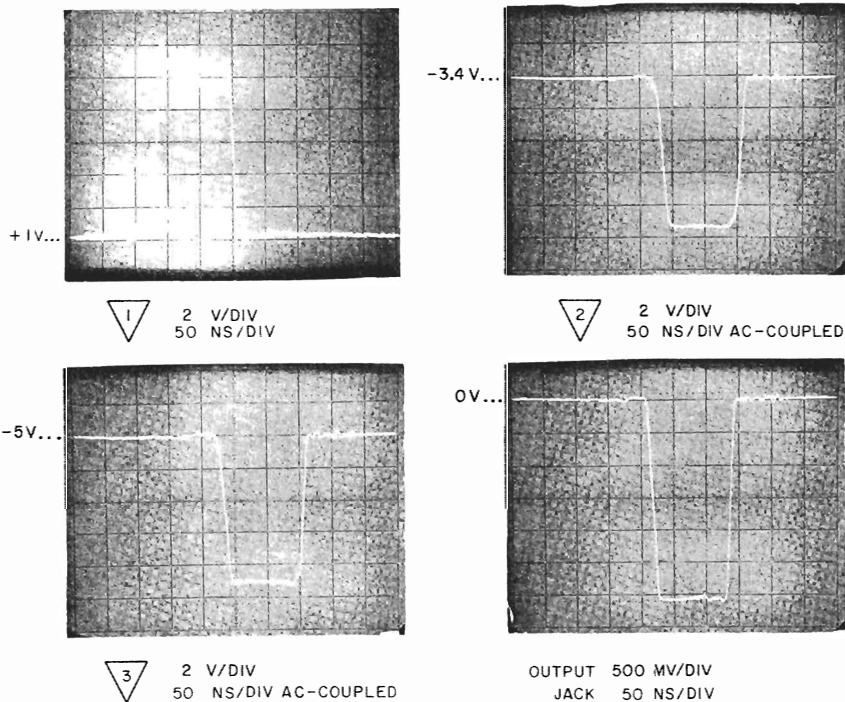 +1V...
1
2 V/DIV
50 NS/DIV
-3.4V...
2
2 V/DIV
50 NS/DIV AC-COUPLED
-5V...
3
2 V/DIV
50 NS/DIV AC-COUPLED
0V...
OUTPUT 500 MV/DIV
JACK 50 NS/DIV